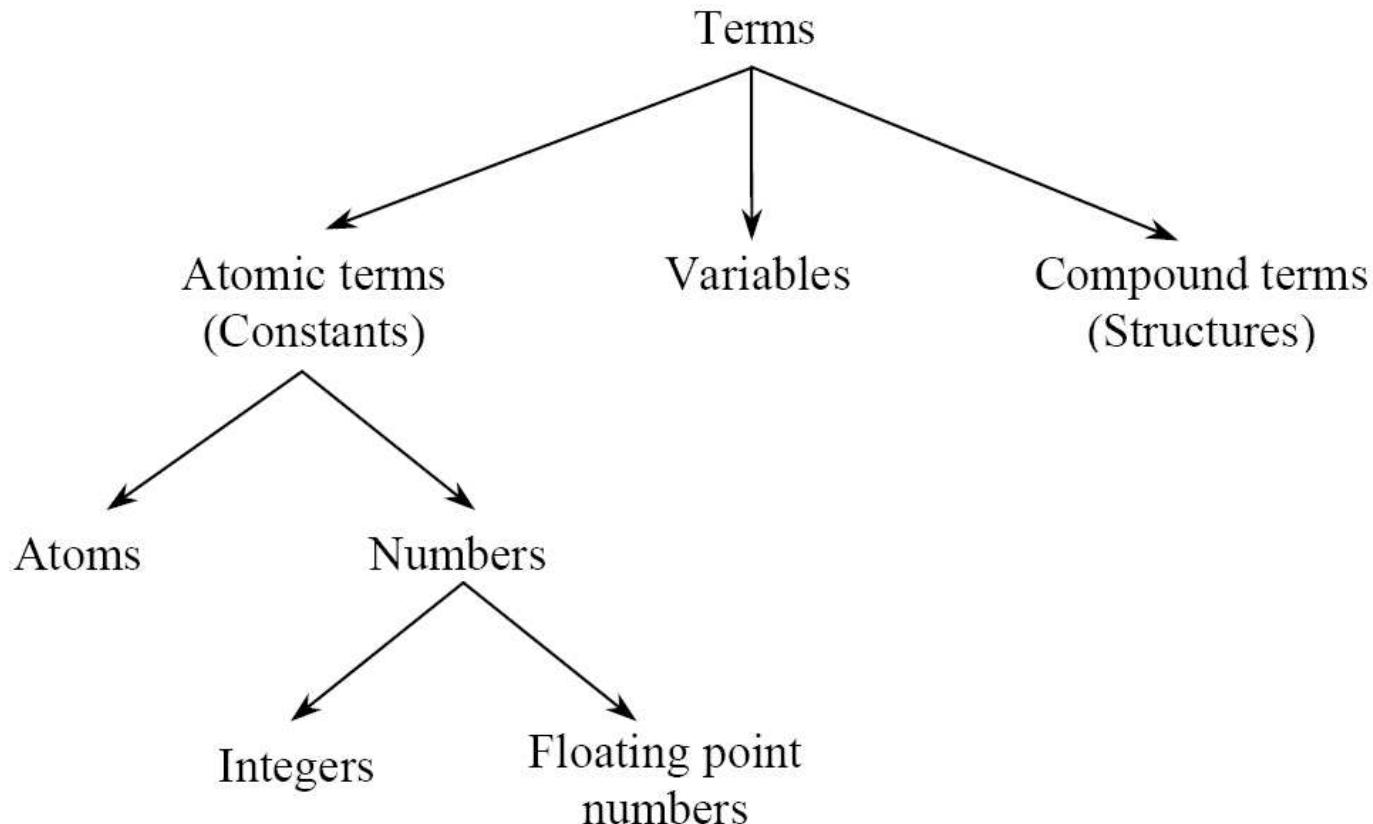 Terms
Atomic terms
(Constants)
Variables
Compound terms
(Structures)
Atoms
Numbers
Integers
Floating point
numbers